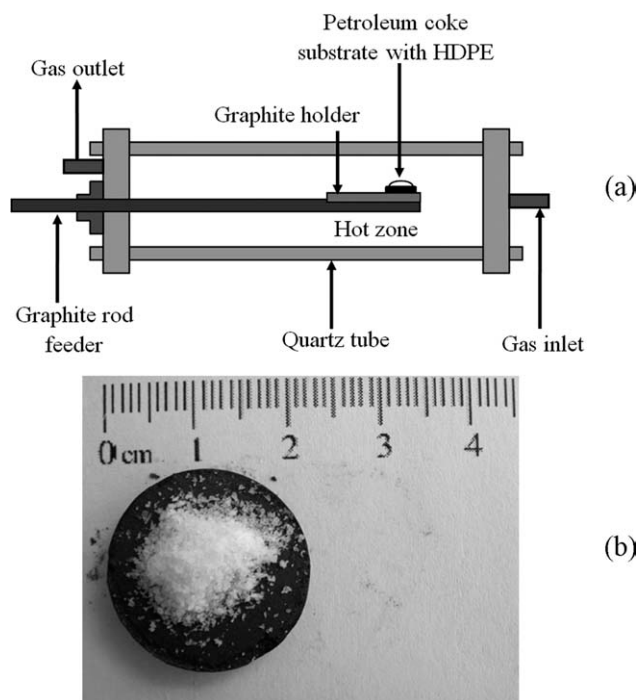 Petroleum coke
substrate with HDPE
Gas outlet
Graphite holder
(a)
Hot zone
Graphite rod
feeder
Quartz tube
Gas inlet
0 cm 1 2 3 4
(b)